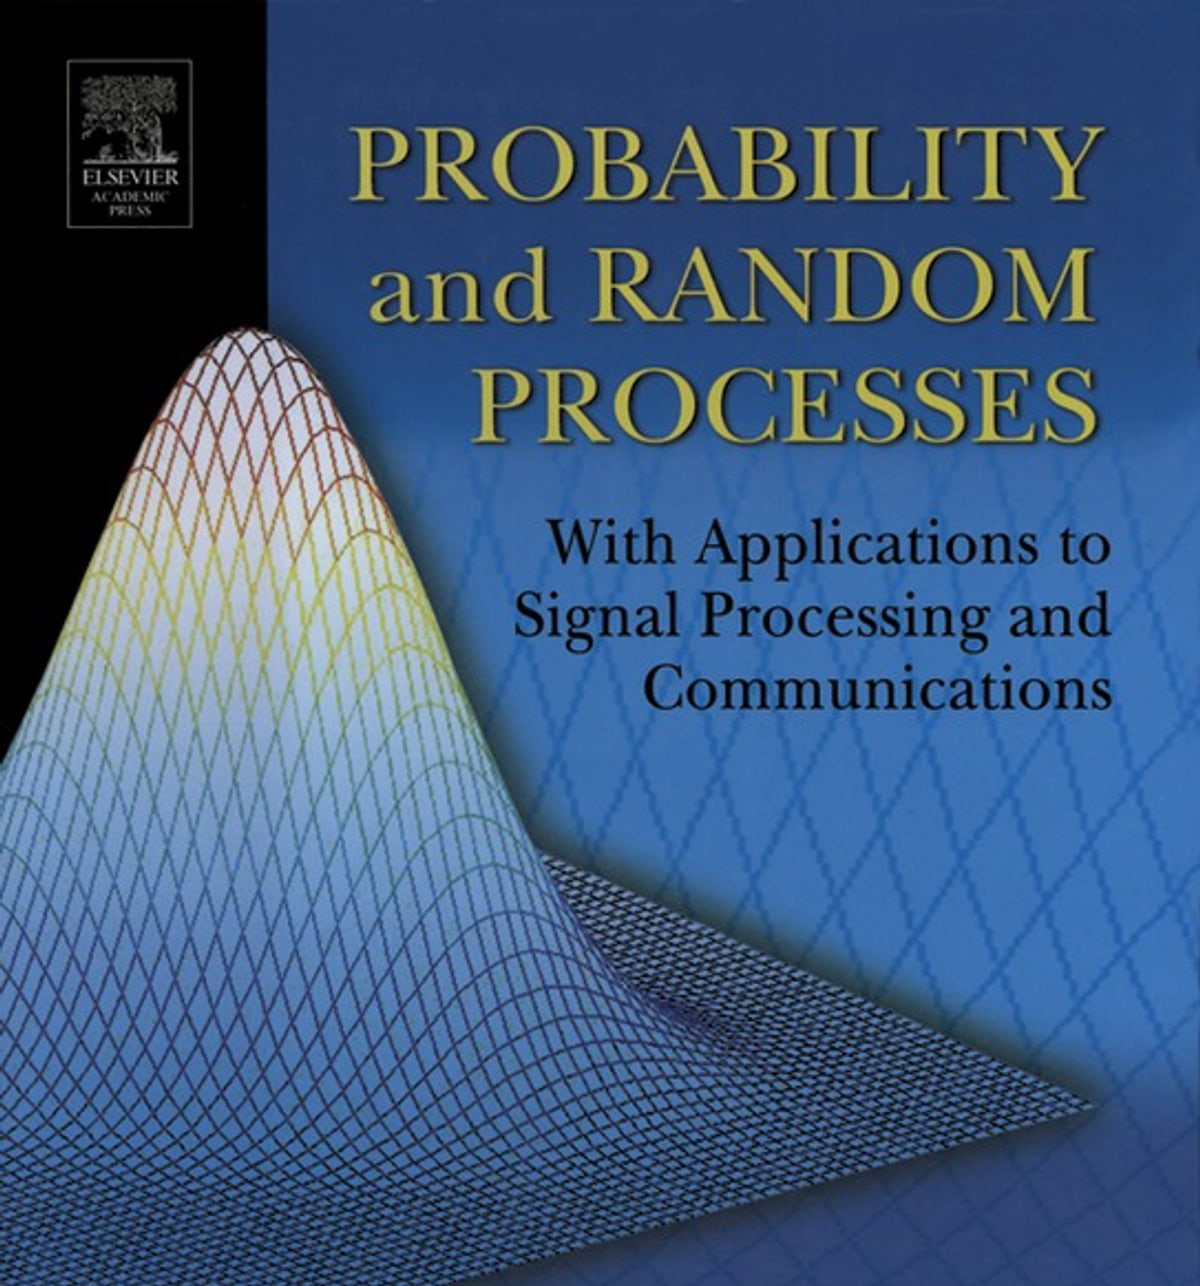 ELSEVIER
ACADEMIC
PRESS
PROBABILITY
and RANDOM
PROCESSES
With Applications to
Signal Processing and
Communications